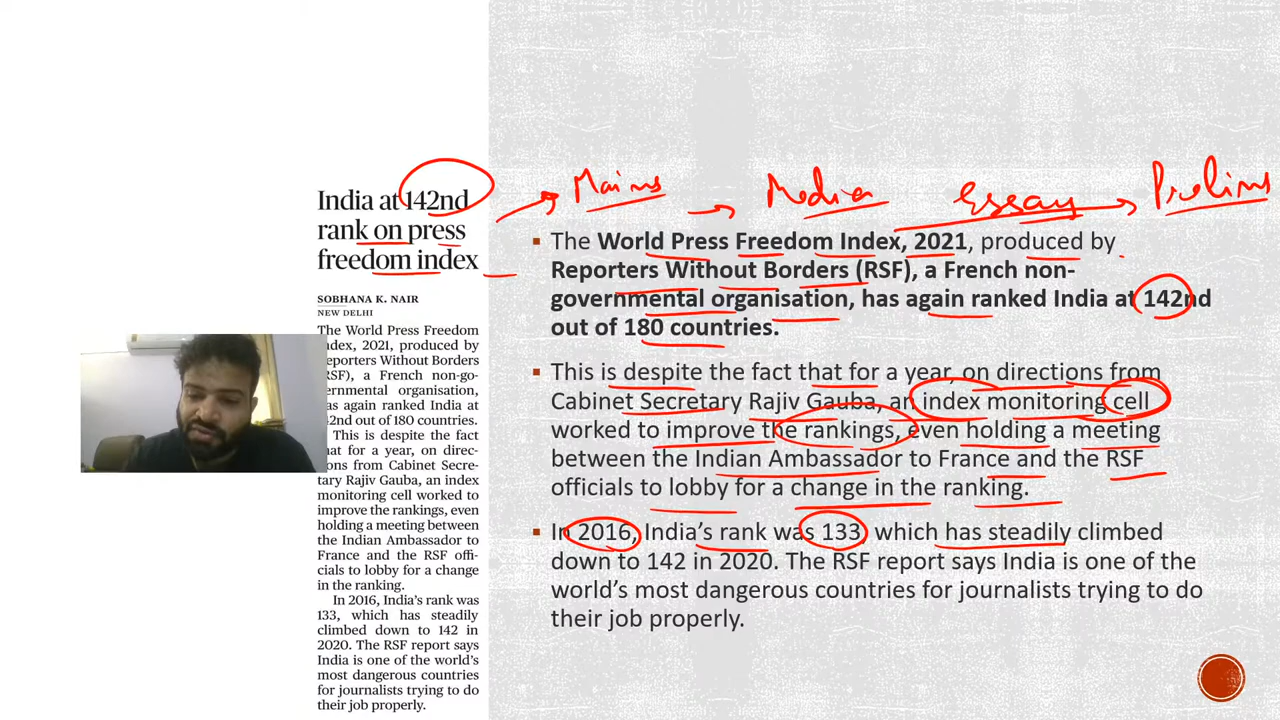 India at 142nd
rank on press
freedom index
SOBHANA K. NAIR
NEW DELHI
The World Press Freedom
ndex, 2021, produced by
eporters Without Borders
RSF), a French non-go-
ernmental organisation,
as again ranked India at
42nd out of 180 countries.
This is despite the fact
hat for a year, on direc-
ons from Cabinet Secre-
tary Rajiv Gauba, an index
monitoring cell worked to
improve the rankings, even
holding a meeting between
the Indian Ambassador to
France and the RSF offi-
cials to lobby for a change
in the ranking.
In 2016, India's rank was
133, which has steadily
climbed down to 142 in
2020. The RSF report says
India is one of the world's
most dangerous countries
for journalists trying to do
their job properly.
Mains Media Essay Prelims
▪ The World Press Freedom Index, 2021, produced by
Reporters Without Borders (RSF), a French non-
governmental organisation, has again ranked India at 142nd
out of 180 countries.
▪ This is despite the fact that for a year, on directions from
Cabinet Secretary Rajiv Gauba, an index monitoring cell
worked to improve the rankings, even holding a meeting
between the Indian Ambassador to France and the RSF
officials to lobby for a change in the ranking.
▪ In 2016, India's rank was 133, which has steadily climbed
down to 142 in 2020. The RSF report says India is one of the
world's most dangerous countries for journalists trying to do
their job properly.